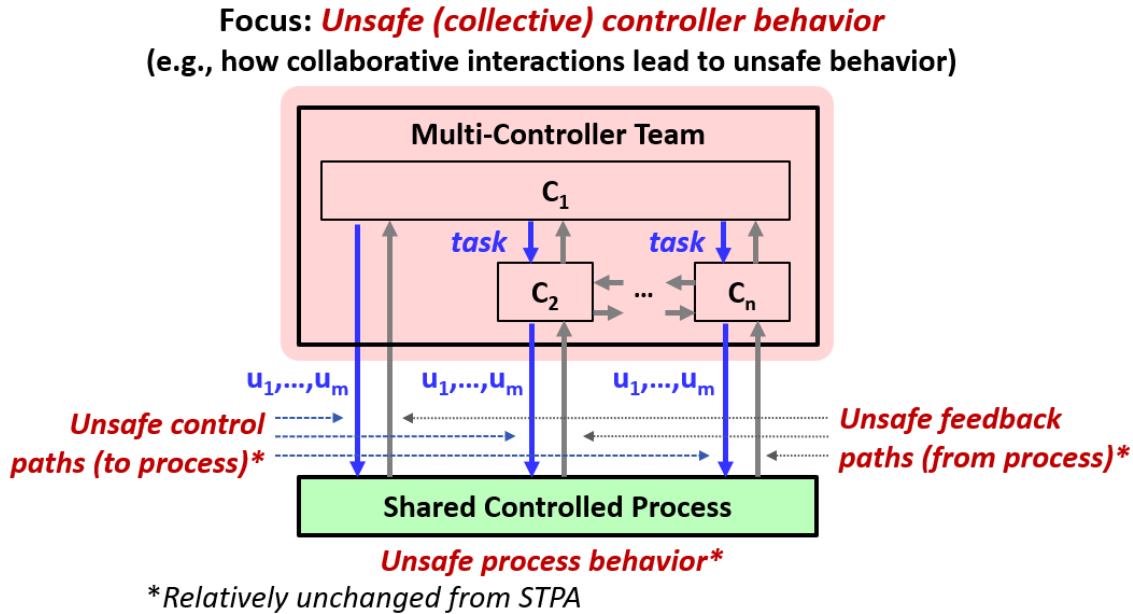 Focus: Unsafe (collective) controller behavior
(e.g., how collaborative interactions lead to unsafe behavior)
Multi-Controller Team
C₁
task
task
C₂
...
Cₙ
u₁,...,uₘ
u₁,...,uₘ
u₁,...,uₘ
Unsafe control
paths (to process)*
Unsafe feedback
paths (from process)*
Shared Controlled Process
Unsafe process behavior*
*Relatively unchanged from STPA